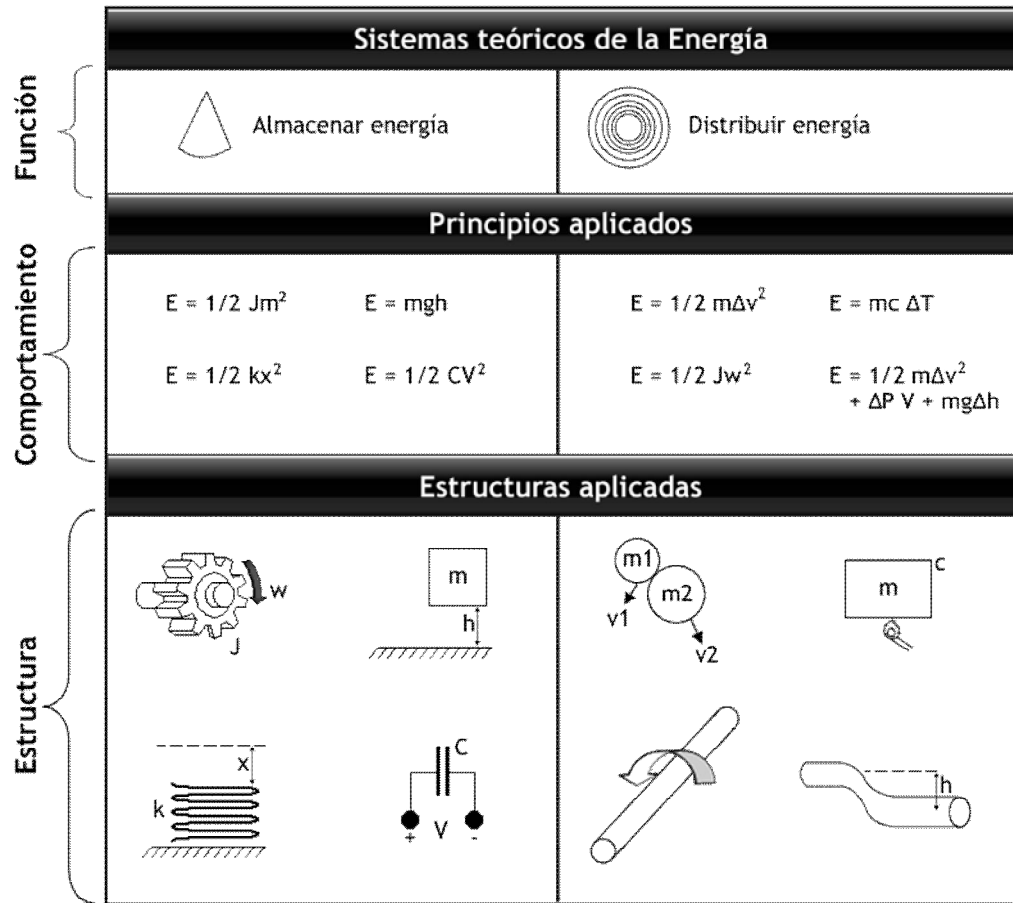 Sistemas teóricos de la Energía
Función
Almacenar energía
Distribuir energía
Principios aplicados
Comportamiento
E = 1/2 Jm²
E = mgh
E = 1/2 mΔv²
E = mc ΔT
E = 1/2 kx²
E = 1/2 CV²
E = 1/2 Jw²
E = 1/2 mΔv²
+ ΔP V + mgΔh
Estructuras aplicadas
Estructura
w
J
m
h
m1
m2
v1
v2
c
m
x
k
C
V
+
-
h